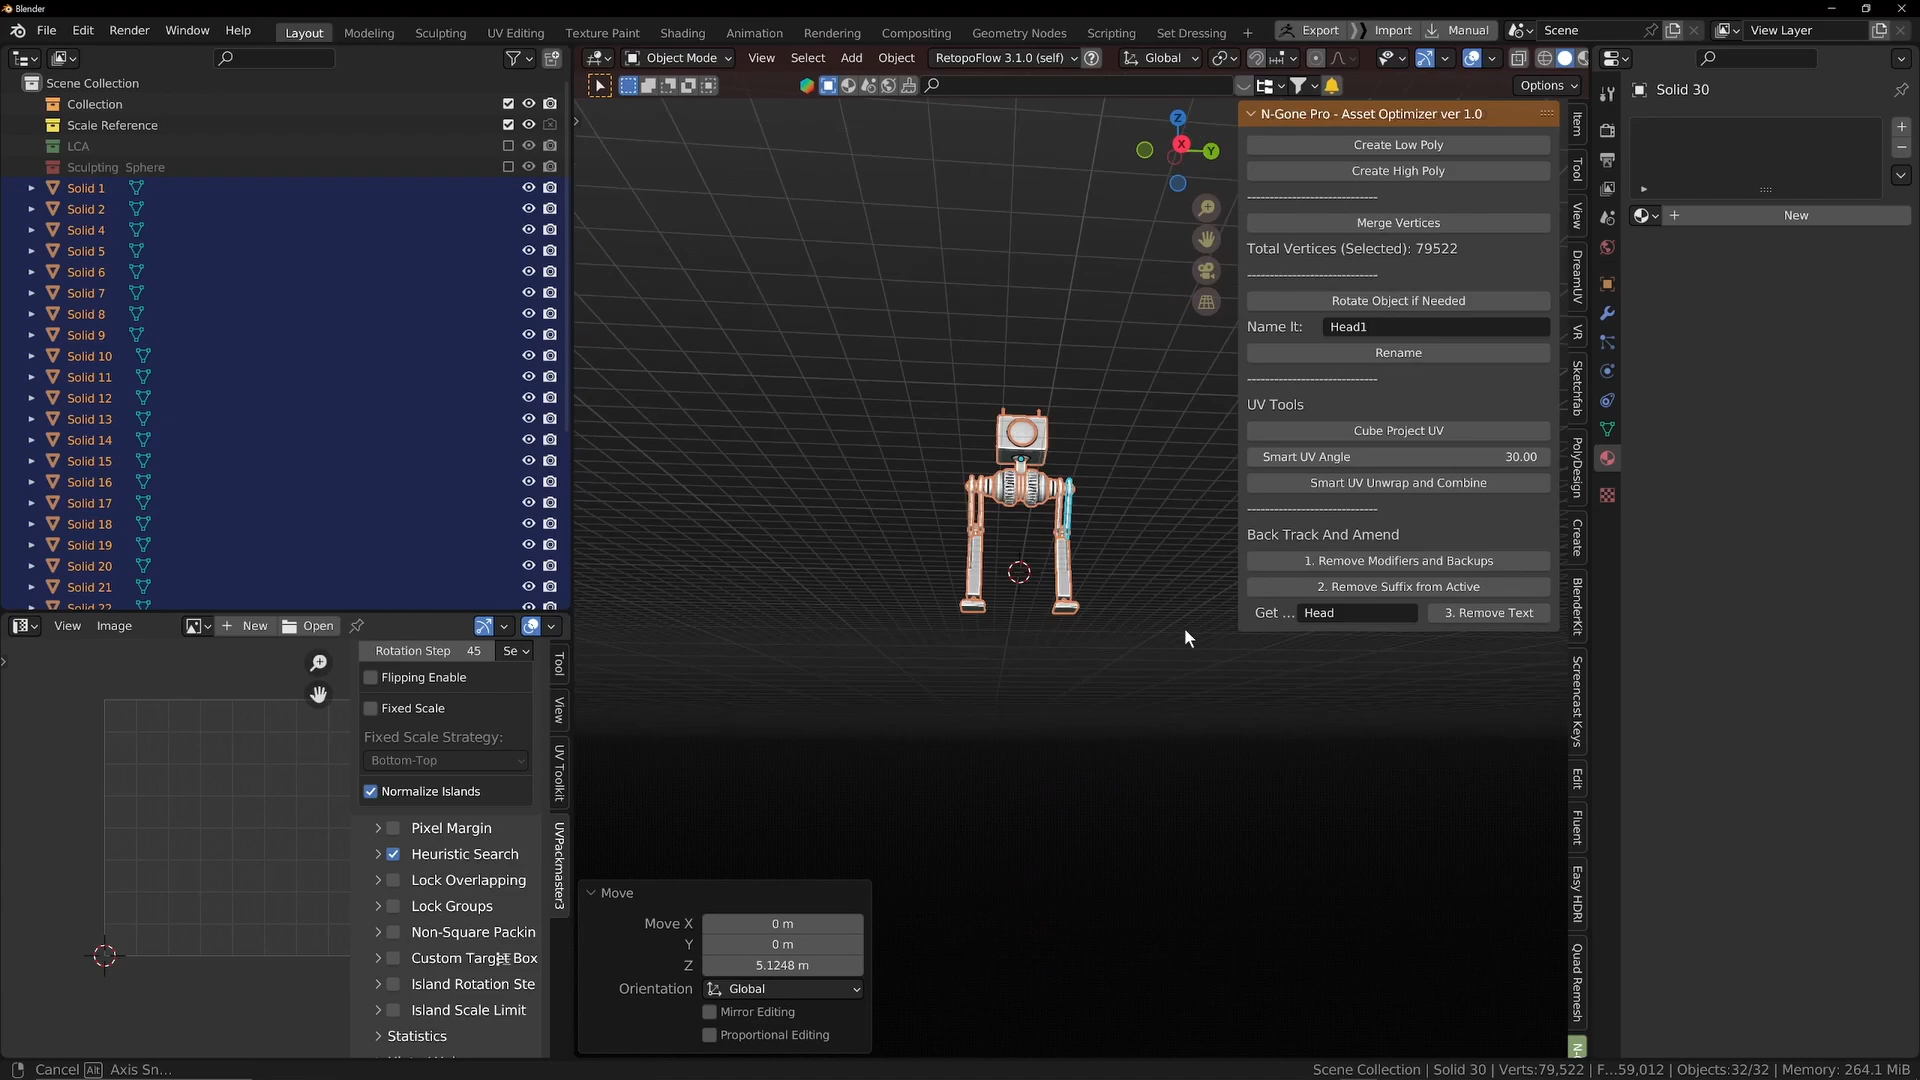 Blender
File Edit Render Window Help Layout Modeling Sculpting UV Editing Texture Paint Shading Animation Rendering Compositing Geometry Nodes Scripting Set Dressing + Export Import Manual Scene View Layer
Object Mode View Select Add Object RetopoFlow 3.1.0 (self) Global
Options
Scene Collection
Collection
Scale Reference
LCA
Sculpting Sphere
Solid 1
Solid 2
Solid 4
Solid 5
Solid 6
Solid 7
Solid 8
Solid 9
Solid 10
Solid 11
Solid 12
Solid 13
Solid 14
Solid 15
Solid 16
Solid 17
Solid 18
Solid 19
Solid 20
Solid 21
Solid 22
Z
X
Y
N-Gone Pro - Asset Optimizer ver 1.0
Create Low Poly
Create High Poly
------------------------------
Merge Vertices
Total Vertices (Selected): 79522
------------------------------
Rotate Object if Needed
Name It: Head1
Rename
------------------------------
UV Tools
Cube Project UV
Smart UV Angle 30.00
Smart UV Unwrap and Combine
------------------------------
Back Track And Amend
1. Remove Modifiers and Backups
2. Remove Suffix from Active
Get ... Head 3. Remove Text
Item
Tool
View
DreamUV
VR
Sketchfab
PolyDesign
Create
BlenderKit
Screencast Keys
Edit
Fluent
Easy HDRI
Quad Remesh
Solid 30
+ New
View Image + New Open
Rotation Step 45 Se
Flipping Enable
Fixed Scale
Fixed Scale Strategy:
Bottom-Top
Normalize Islands
Pixel Margin
Heuristic Search
Lock Overlapping
Lock Groups
Non-Square Packin
Custom Target Box
Island Rotation Ste
Island Scale Limit
Statistics
Tool
View
UV Toolkit
UVPackmaster3
Move
Move X 0 m
Y 0 m
Z 5.1248 m
Orientation Global
Mirror Editing
Proportional Editing
Cancel Alt Axis Sn...
Scene Collection | Solid 30 | Verts:79,522 | F...59,012 | Objects:32/32 | Memory: 264.1 MiB